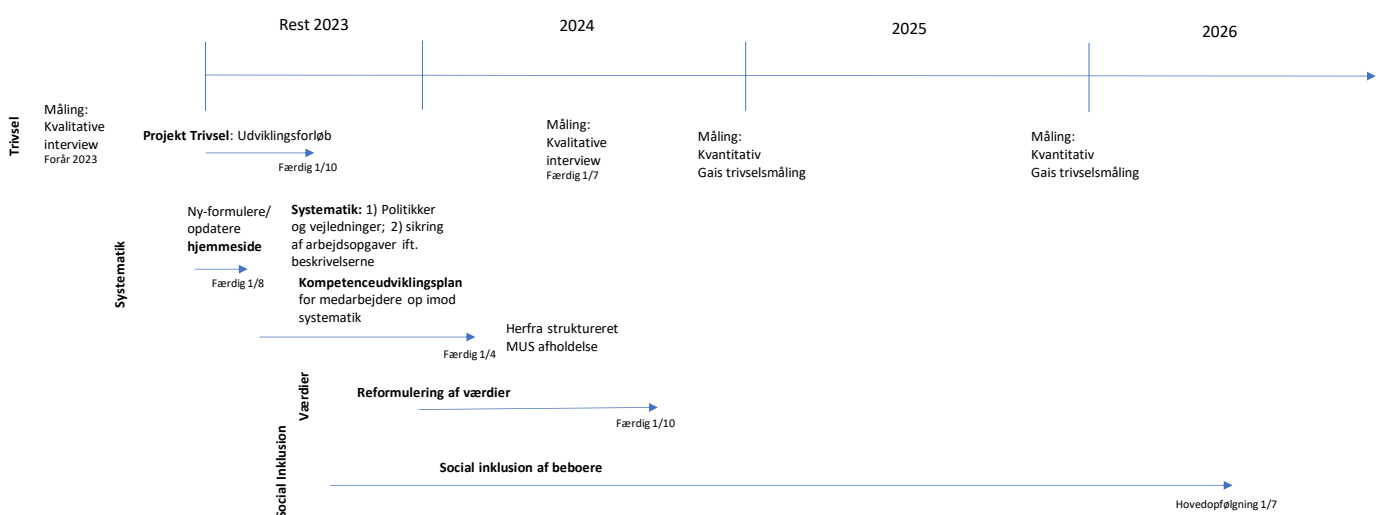 Rest 2023
2024
2025
2026
Trivsel
Måling:
Kvalitative
interview
Forår 2023
Projekt Trivsel: Udviklingsforløb
Færdig 1/10
Måling:
Kvalitative
interview
Færdig 1/7
Måling:
Kvantitativ
Gais trivselsmåling
Måling:
Kvantitativ
Gais trivselsmåling
Systematik
Ny-formulere/
opdatere
hjemmeside
Færdig 1/8
Systematik: 1) Politikker
og vejledninger; 2) sikring
af arbejdsopgaver ift.
beskrivelserne
Kompetenceudviklingsplan
for medarbejdere op imod
systematik
Færdig 1/4
Herfra struktureret
MUS afholdelse
Værdier
Reformulering af værdier
Færdig 1/10
Social Inklusion
Social inklusion af beboere
Hovedopfølgning 1/7